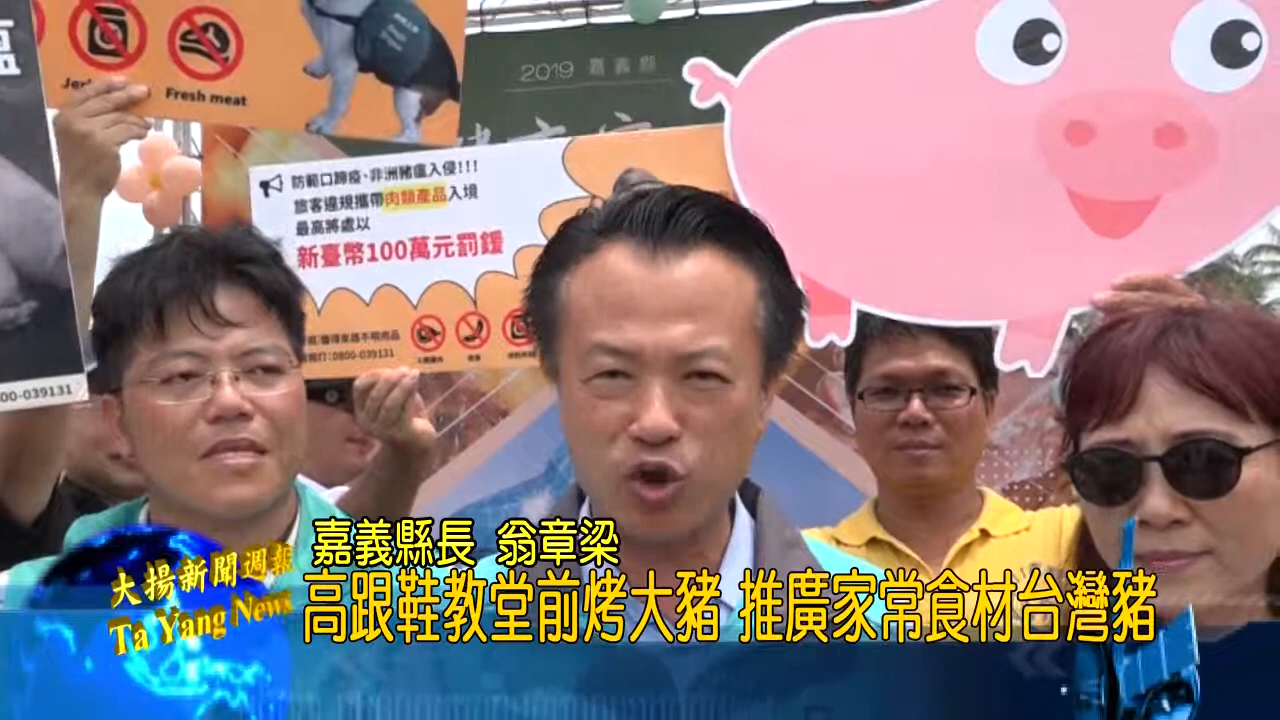 Fresh meat
2019 嘉義縣
防範口蹄疫、非洲豬瘟入侵!!!
旅客違規攜帶肉類產品入境
最高將處以
新臺幣100萬元罰鍰
0800-039131
00-039131
嘉義縣長 翁章梁
大揚新聞週報
Ta Yang News
高跟鞋教堂前烤大豬 推廣家常食材台灣豬